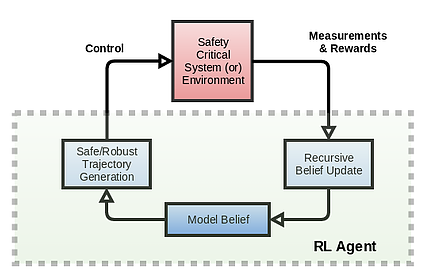 Safety
Critical
System (or)
Environment
Control
Measurements
& Rewards
Safe/Robust
Trajectory
Generation
Recursive
Belief Update
Model Belief
RL Agent